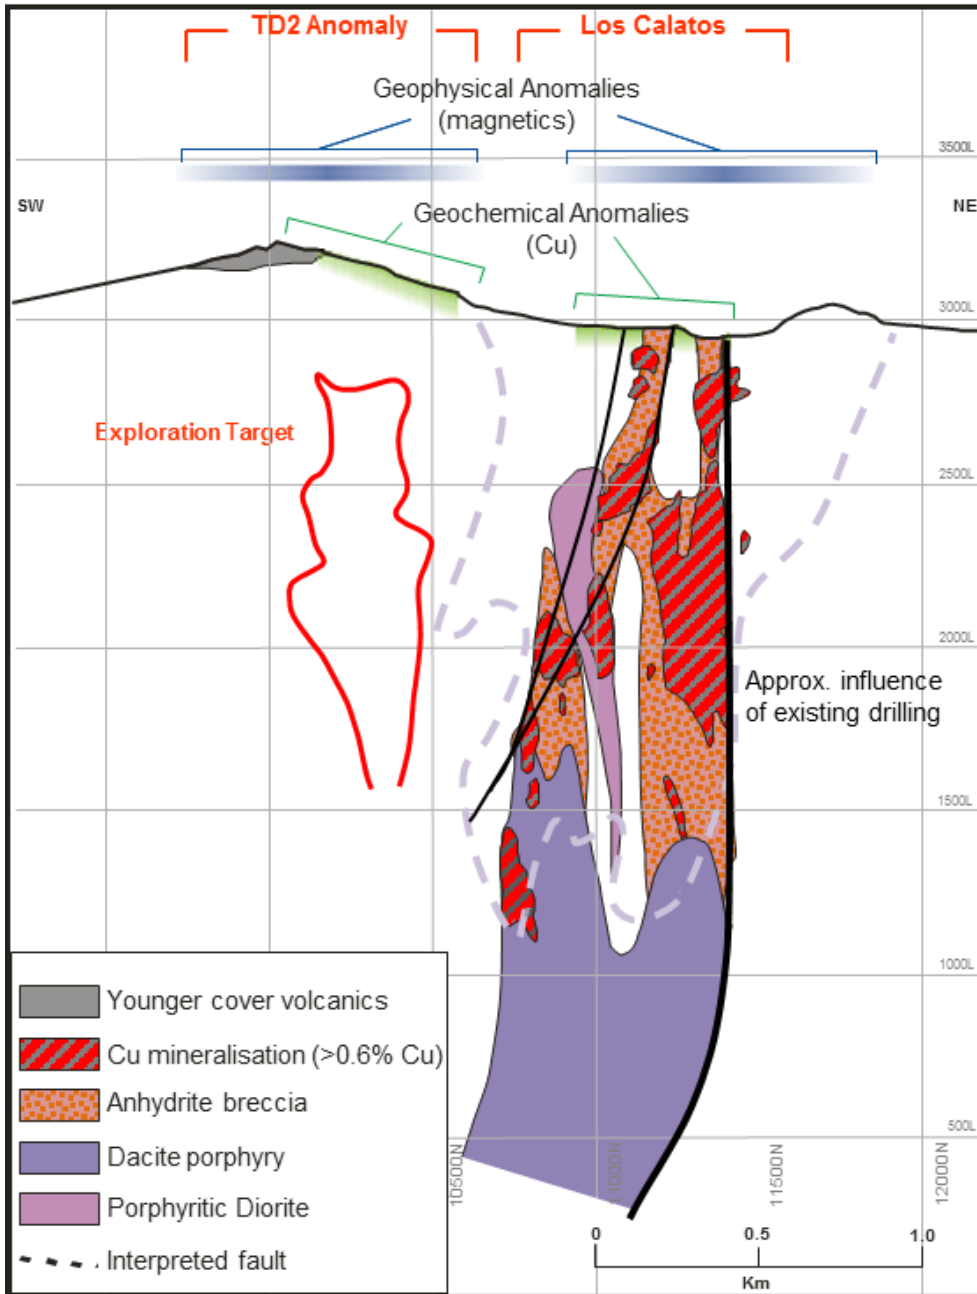 TD2 Anomaly
Los Calatos
Geophysical Anomalies
(magnetics)
3500L
SW
NE
Geochemical Anomalies
(Cu)
3000L
Exploration Target
2500L
2000L
Approx. influence
of existing drilling
1500L
1000L
Younger cover volcanics
Cu mineralisation (>0.6% Cu)
Anhydrite breccia
Dacite porphyry
Porphyritic Diorite
Interpreted fault
500L
10500N
11000N
11500N
12000N
0
0.5
1.0
Km